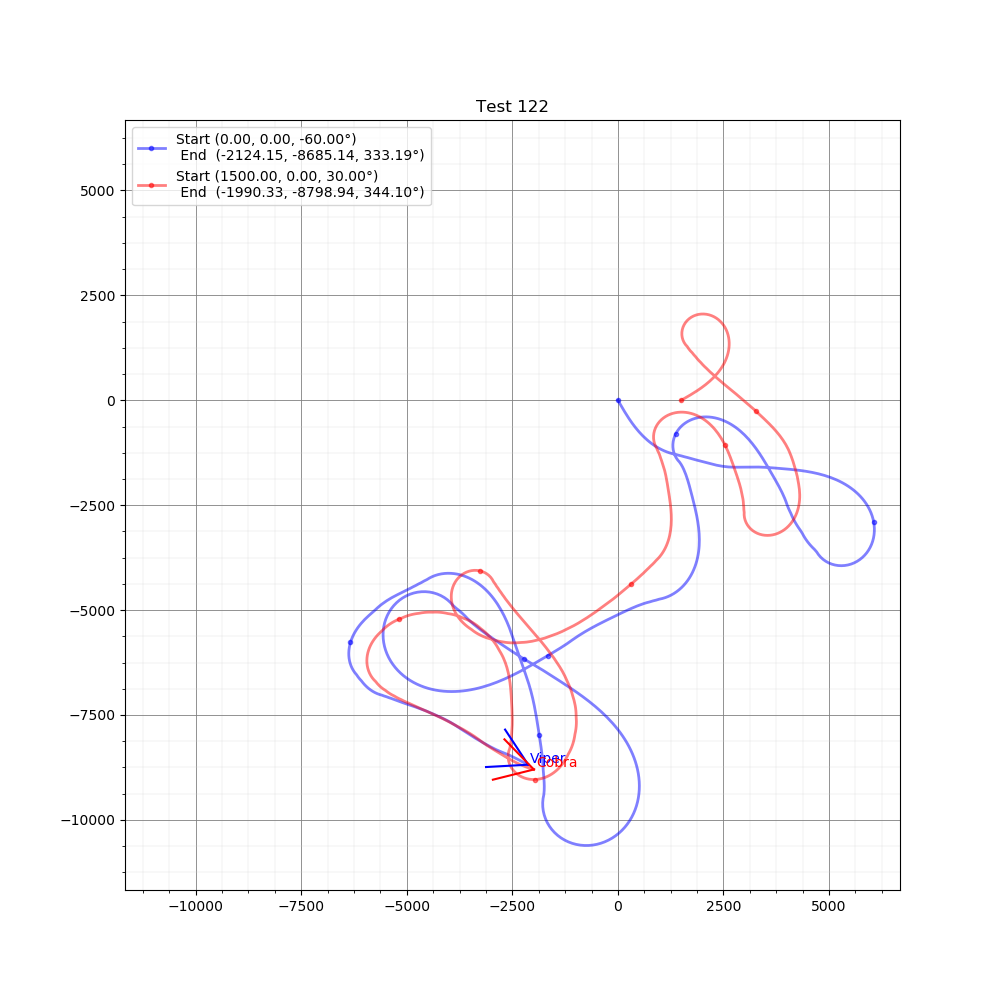 Test 122
Start (0.00, 0.00, -60.00°)
End (-2124.15, -8685.14, 333.19°)
Start (1500.00, 0.00, 30.00°)
End (-1990.33, -8798.94, 344.10°)
5000
2500
0
−2500
−5000
−7500
−10000
Viper
Cobra
−10000 −7500 −5000 −2500 0 2500 5000